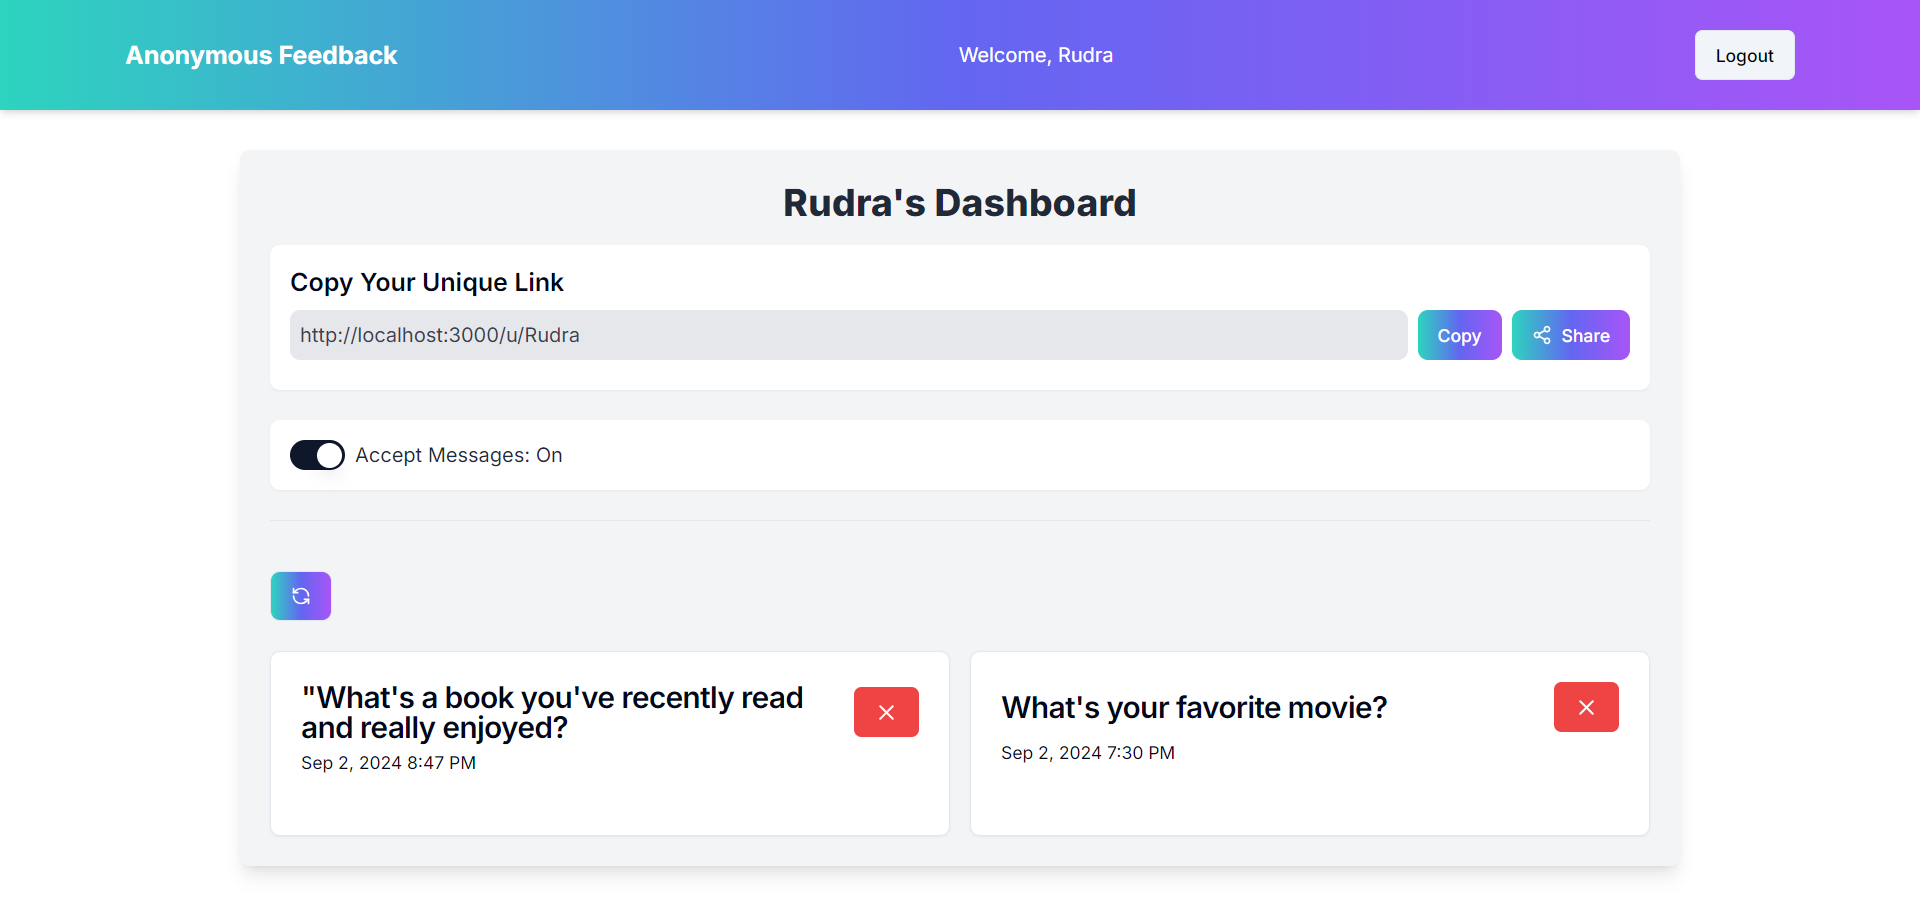 Anonymous Feedback
Welcome, Rudra
Logout
Rudra's Dashboard
Copy Your Unique Link
http://localhost:3000/u/Rudra
Copy
Share
Accept Messages: On
"What's a book you've recently read
and really enjoyed?
Sep 2, 2024 8:47 PM
What's your favorite movie?
Sep 2, 2024 7:30 PM